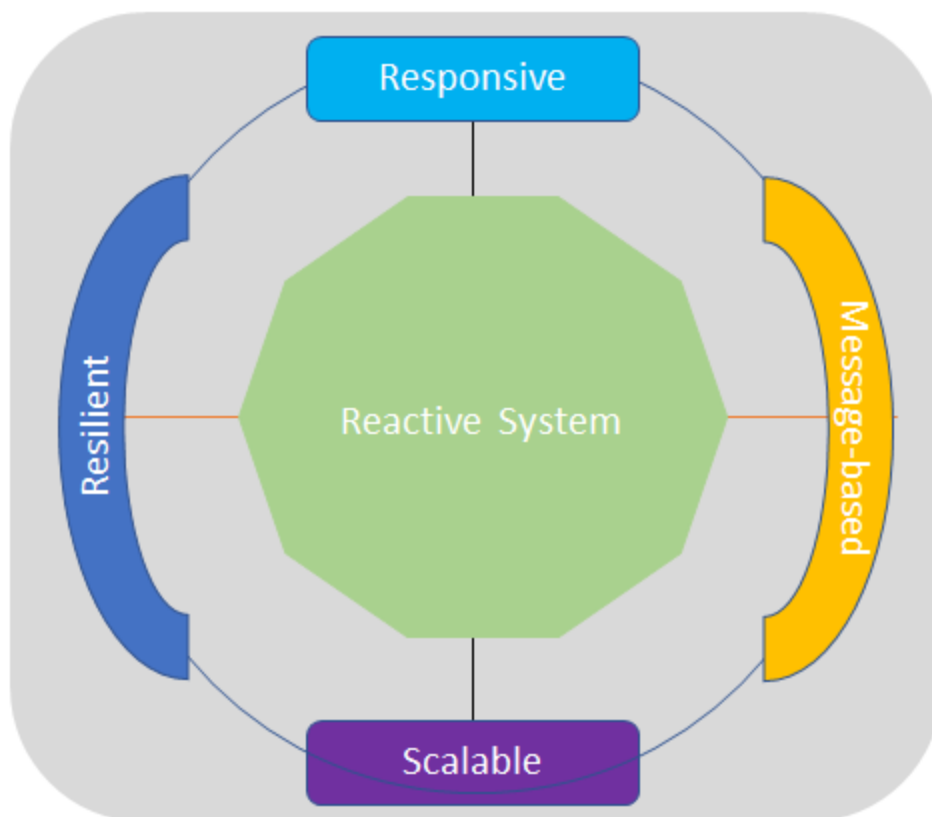 Responsive
Resilient
Reactive System
Message-based
Scalable